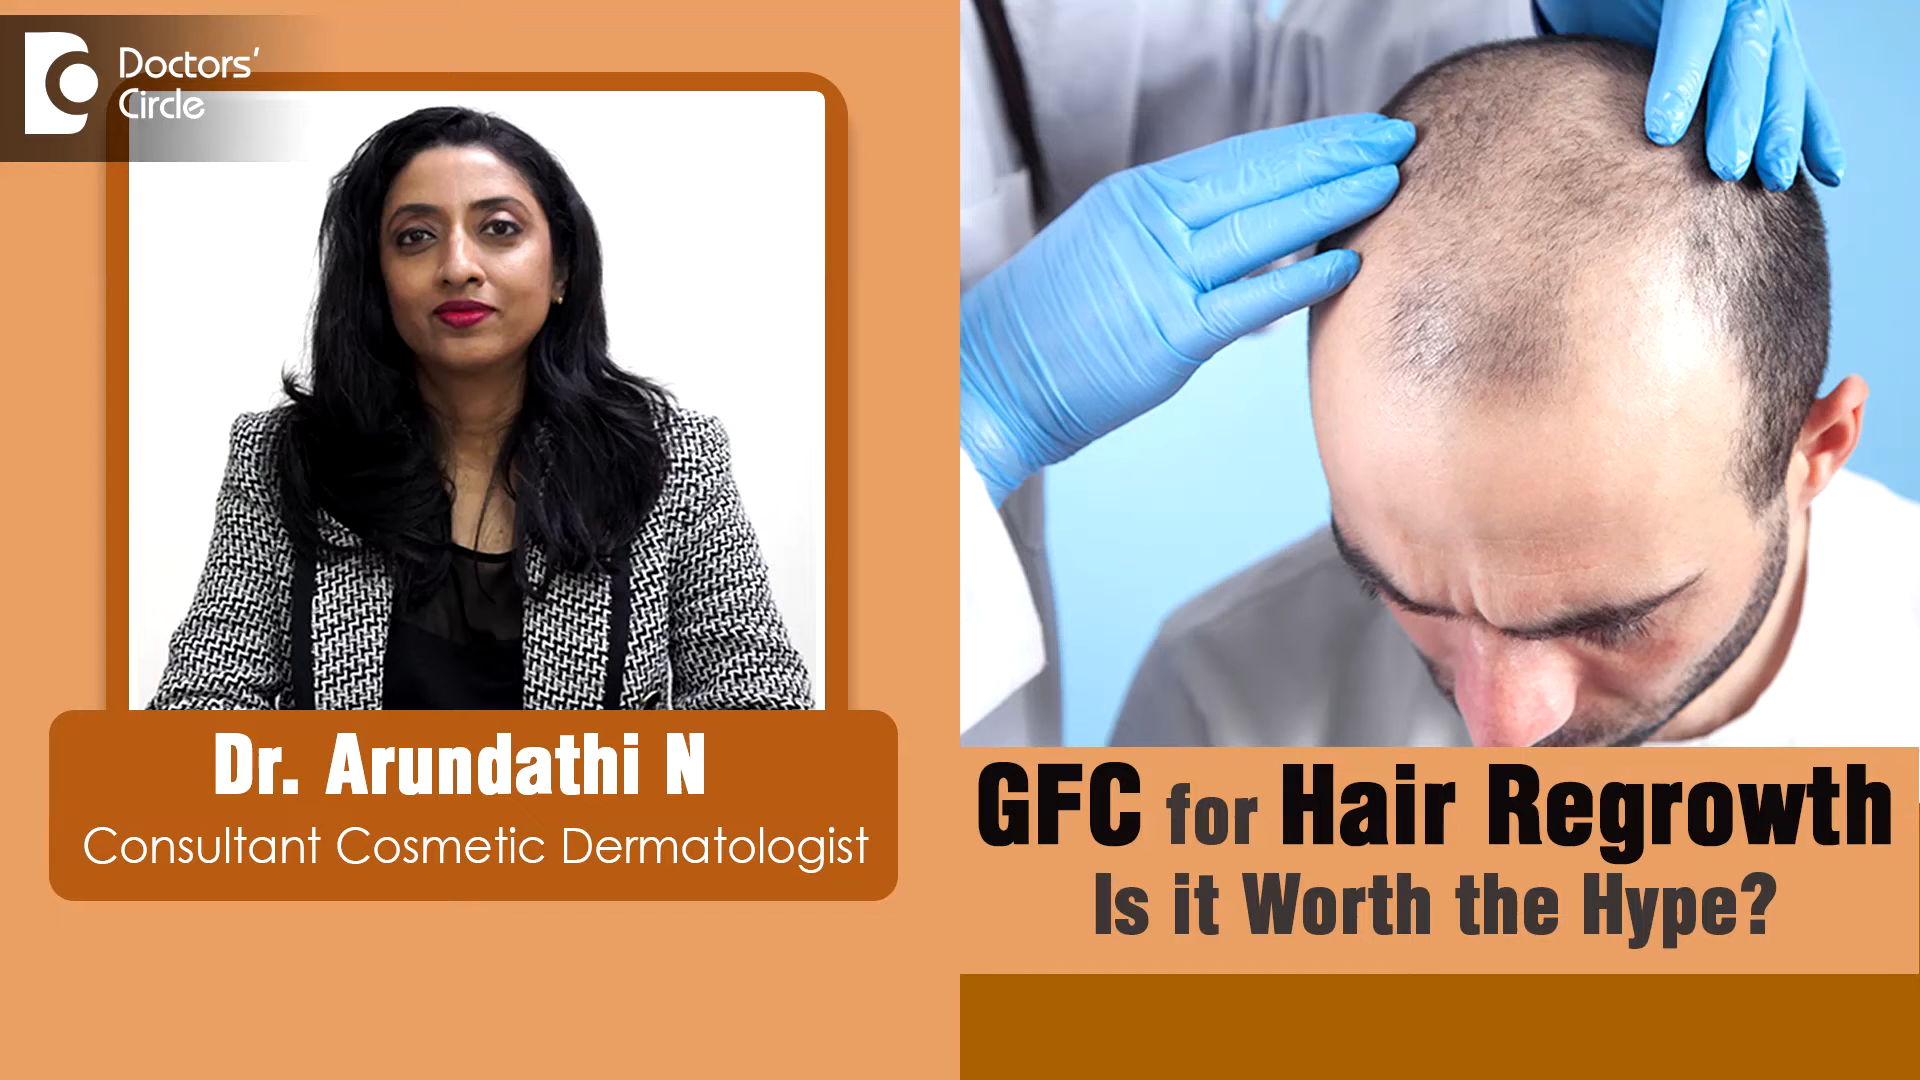 Doctors'
Circle
Dr. Arundathi N
Consultant Cosmetic Dermatologist
GFC for Hair Regrowth
Is it Worth the Hype?